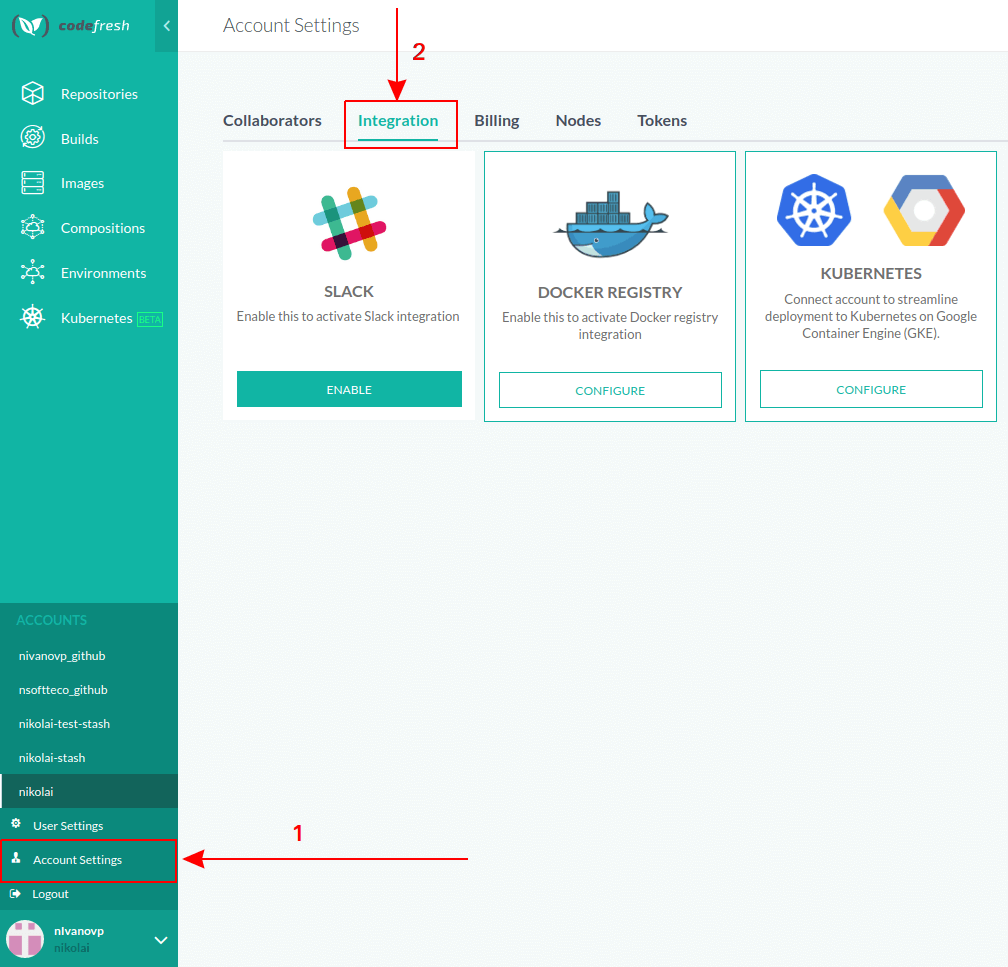 codefresh
Account Settings
2
Repositories
Builds
Images
Compositions
Environments
Kubernetes BETA
Collaborators Integration Billing Nodes Tokens
SLACK
Enable this to activate Slack integration
ENABLE
DOCKER REGISTRY
Enable this to activate Docker registry
integration
CONFIGURE
KUBERNETES
Connect account to streamline
deployment to Kubernetes on Google
Container Engine (GKE).
CONFIGURE
ACCOUNTS
nivanovp_github
nsoftteco_github
nikolai-test-stash
nikolai-stash
nikolai
User Settings
1
Account Settings
Logout
nIvanovp
nikolai